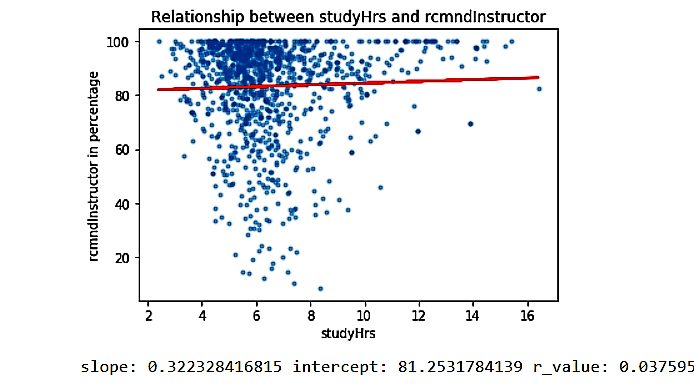 Relationship between studyHrs and rcmndInstructor
100
80
60
40
20
rcmndInstructor in percentage
2 4 6 8 10 12 14 16
studyHrs
slope: 0.322328416815 intercept: 81.2531784139 r_value: 0.037595